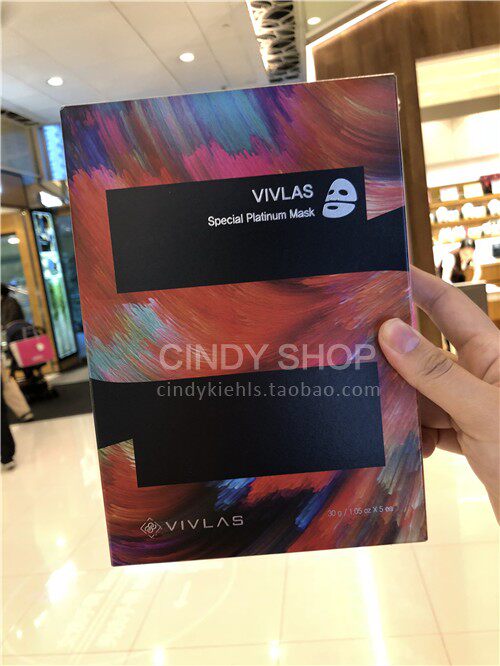 VIVLAS
Special Platinum Mask
CINDY SHOP
cindykiehls.taobao.com
30 g / 1.05 oz X 5 ea
VIVLAS